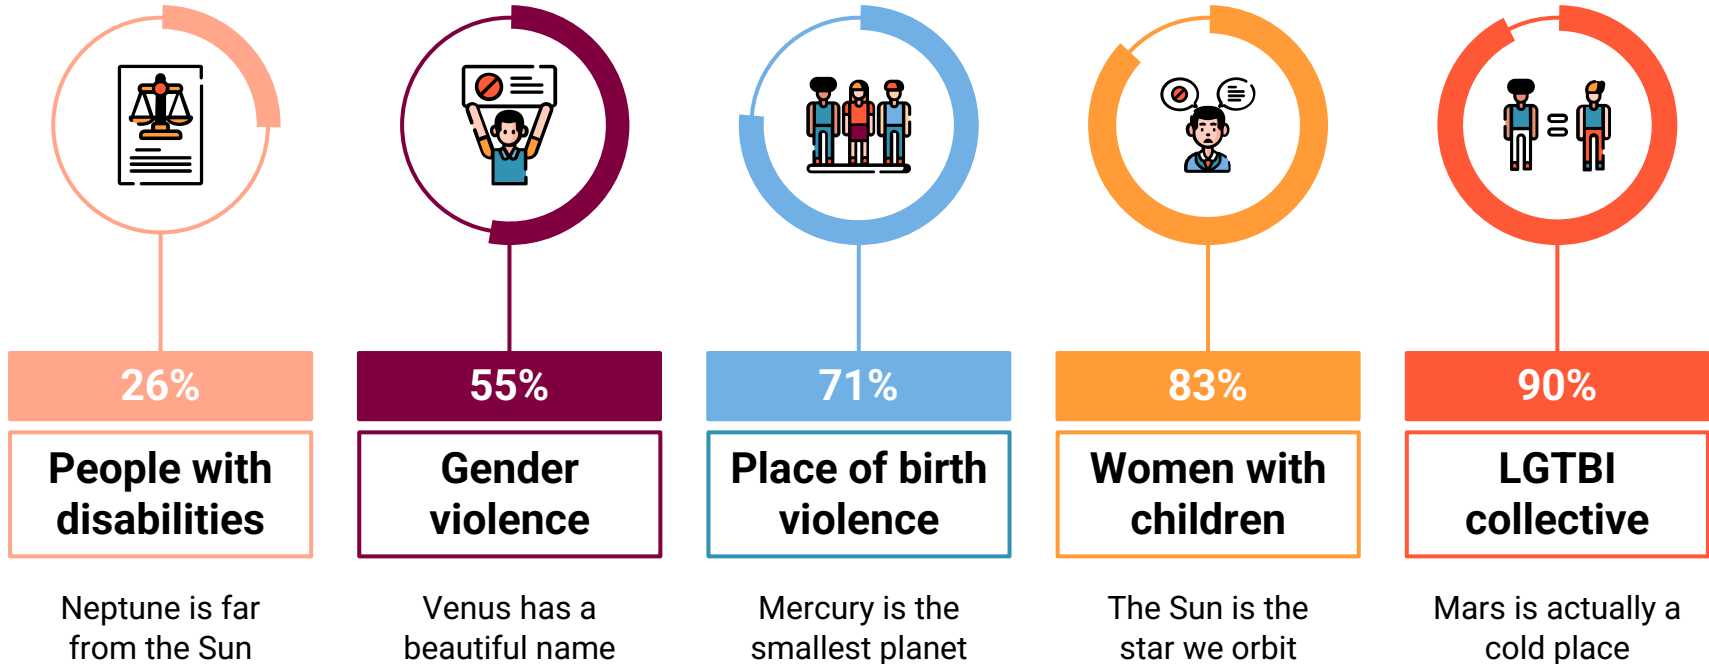 26%
People with
disabilities
Neptune is far
from the Sun
55%
Gender
violence
Venus has a
beautiful name
71%
Place of birth
violence
Mercury is the
smallest planet
83%
Women with
children
The Sun is the
star we orbit
90%
LGTBI
collective
Mars is actually a
cold place